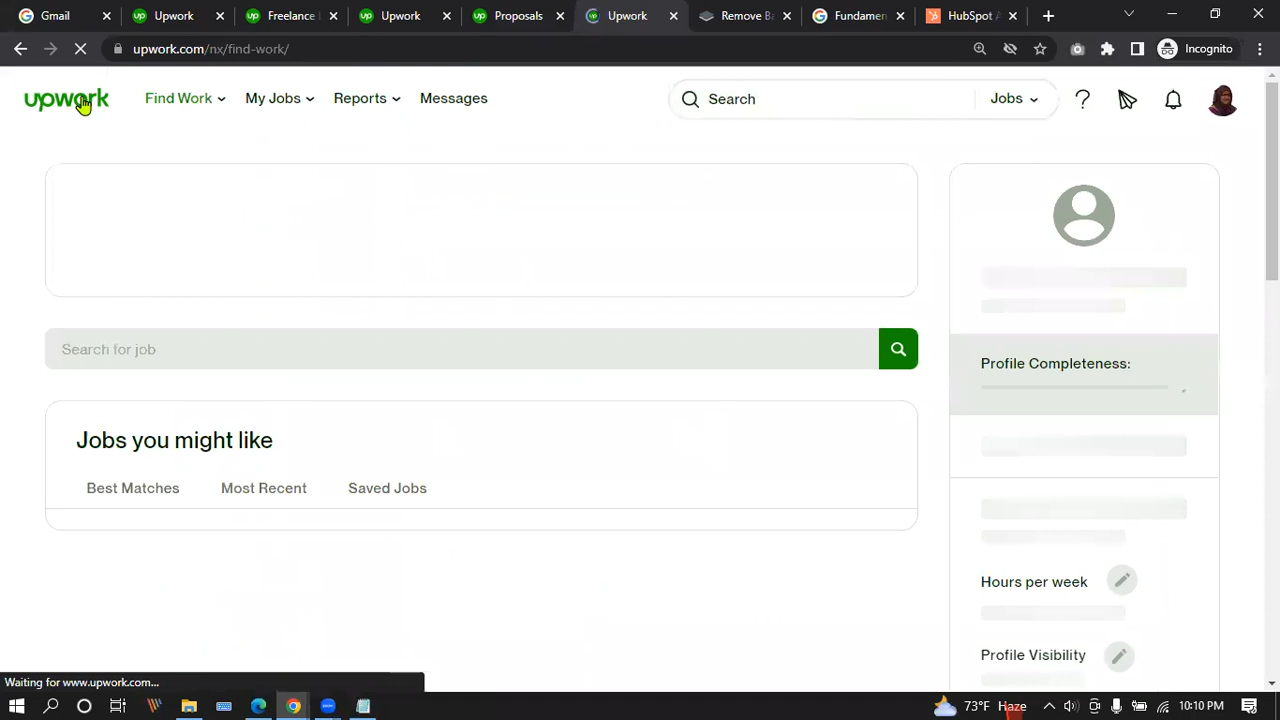 Gmail
Upwork
Freelance
Upwork
Proposals
Upwork
Remove Ba
Fundamen
HubSpot A
upwork.com/nx/find-work/
Incognito
upwork
Find Work
My Jobs
Reports
Messages
Search
Jobs
Search for job
Profile Completeness:
Jobs you might like
Best Matches
Most Recent
Saved Jobs
Hours per week
Profile Visibility
Waiting for www.upwork.com...
73°F Haze
10:10 PM